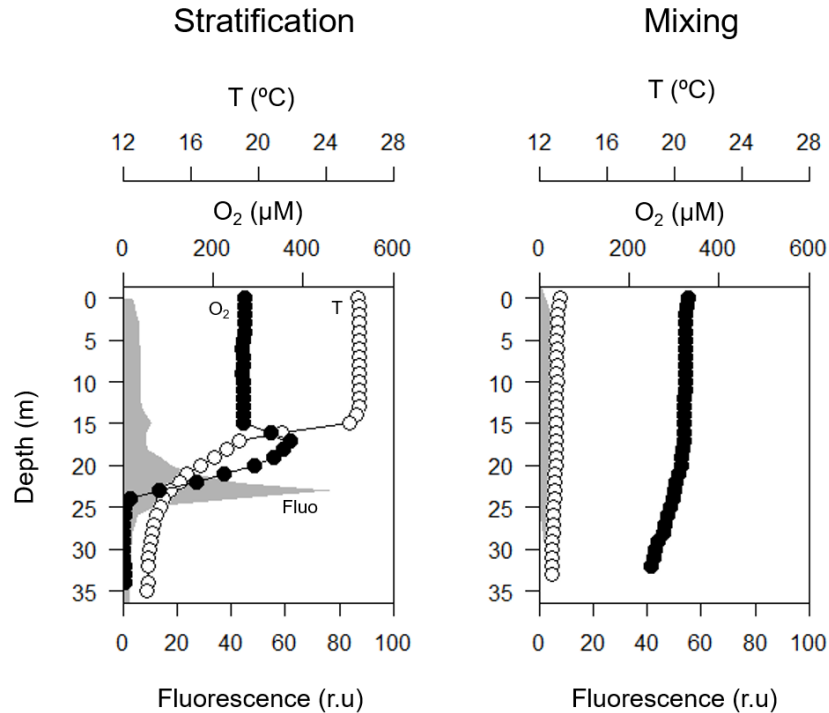 Stratification
Mixing
T (ºC)
T (ºC)
12 16 20 24 28
12 16 20 24 28
O2 (µM)
O2 (µM)
0 200 400 600
0 200 400 600
Depth (m)
0
5
10
15
20
25
30
35
O2
T
Fluo
0
5
10
15
20
25
30
35
0 20 40 60 80 100
0 20 40 60 80 100
Fluorescence (r.u)
Fluorescence (r.u)